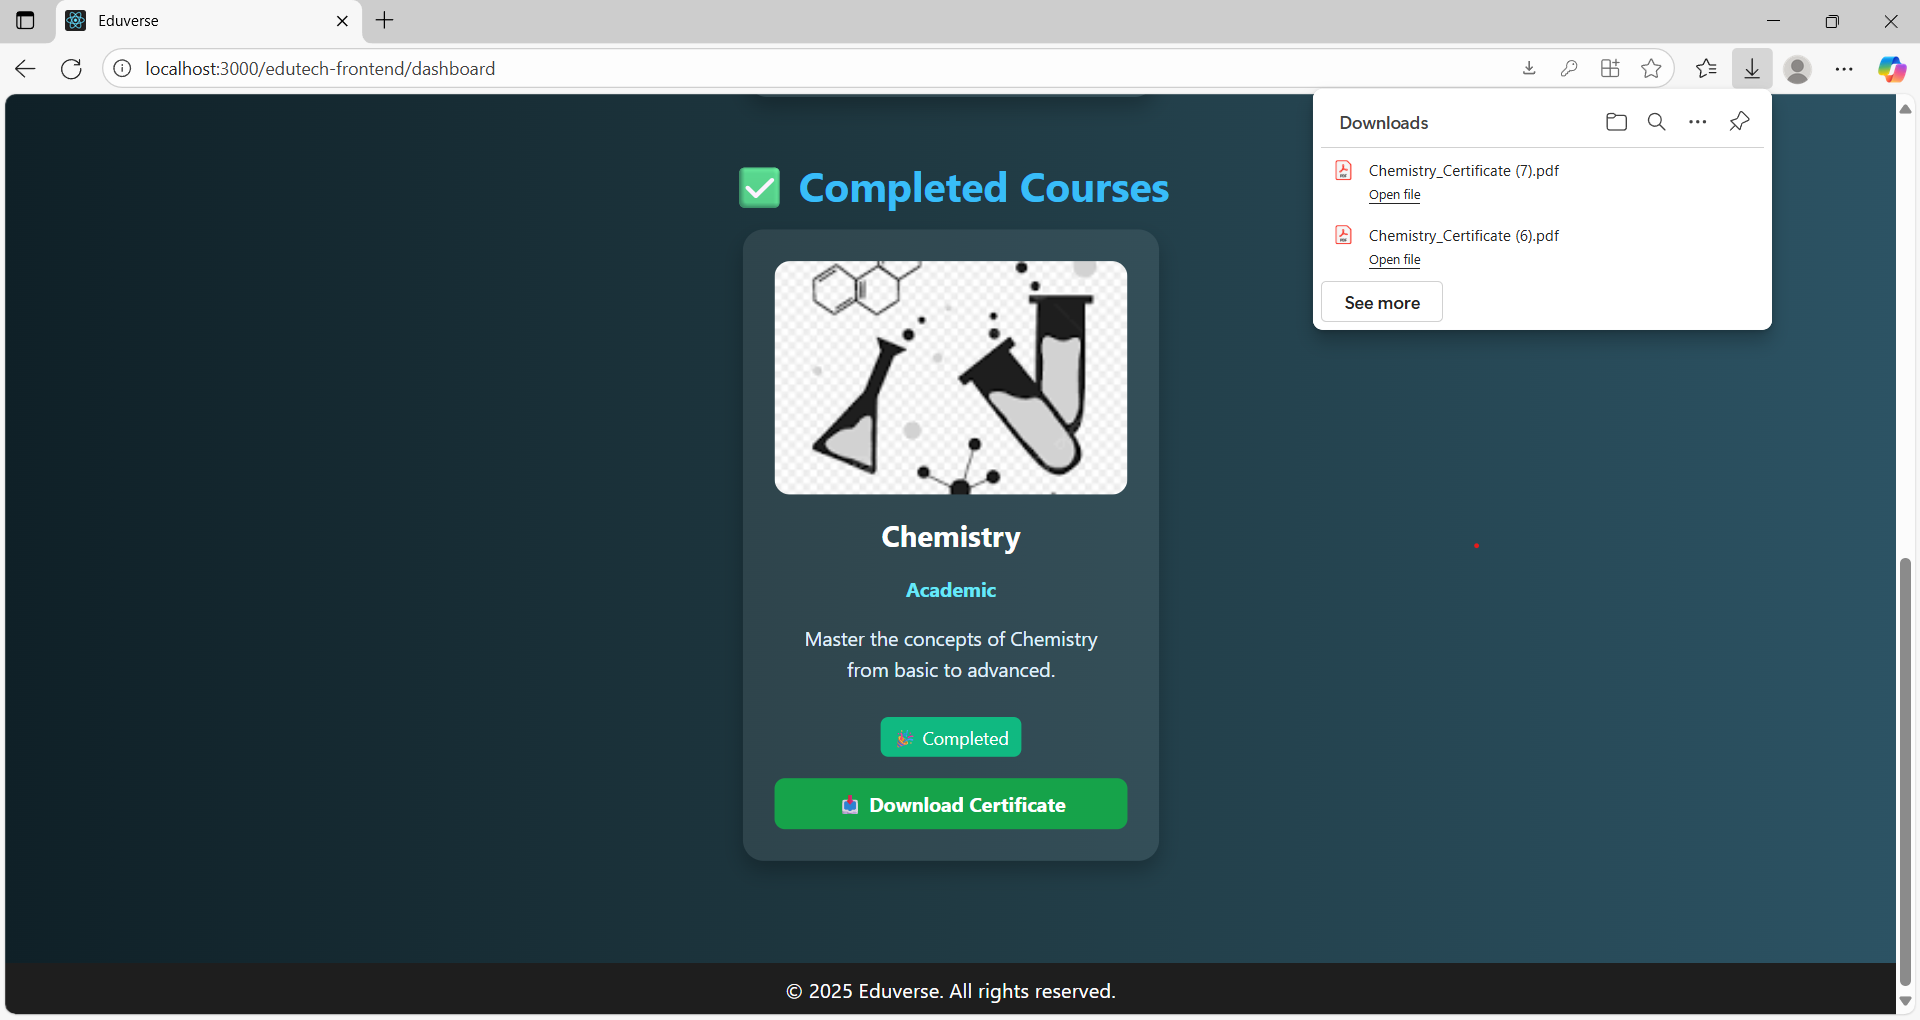 Eduverse
localhost:3000/edutech-frontend/dashboard
Downloads
Chemistry_Certificate (7).pdf
Open file
Chemistry_Certificate (6).pdf
Open file
See more
✅ Completed Courses
Chemistry
Academic
Master the concepts of Chemistry
from basic to advanced.
🎉 Completed
📥 Download Certificate
© 2025 Eduverse. All rights reserved.